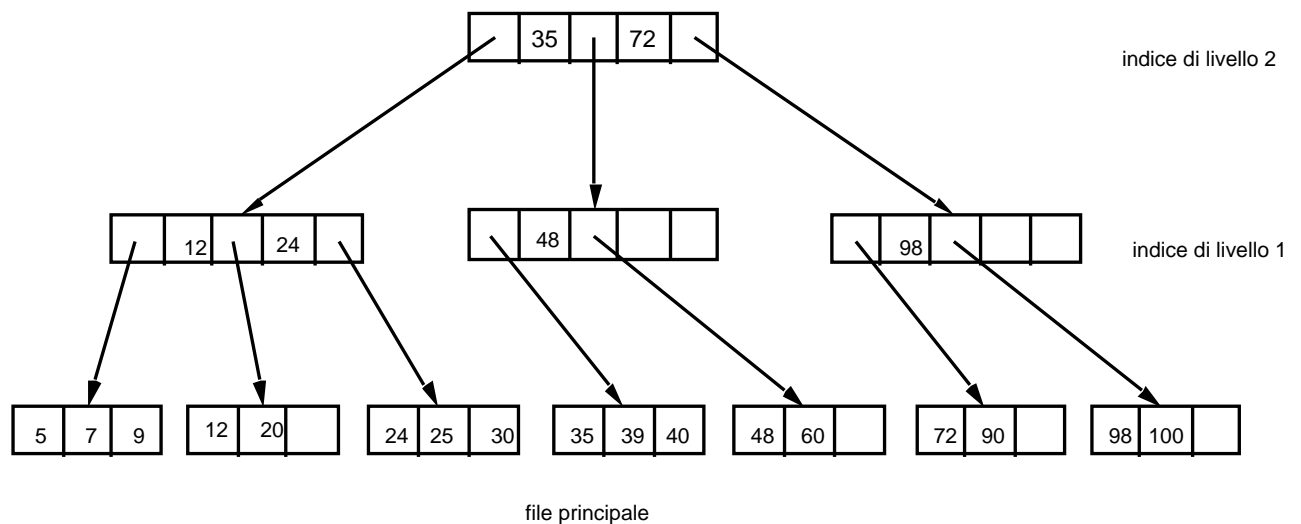 35 72
indice di livello 2
12 24 48 98
indice di livello 1
5 7 9 12 20 24 25 30 35 39 40 48 60 72 90 98 100
file principale